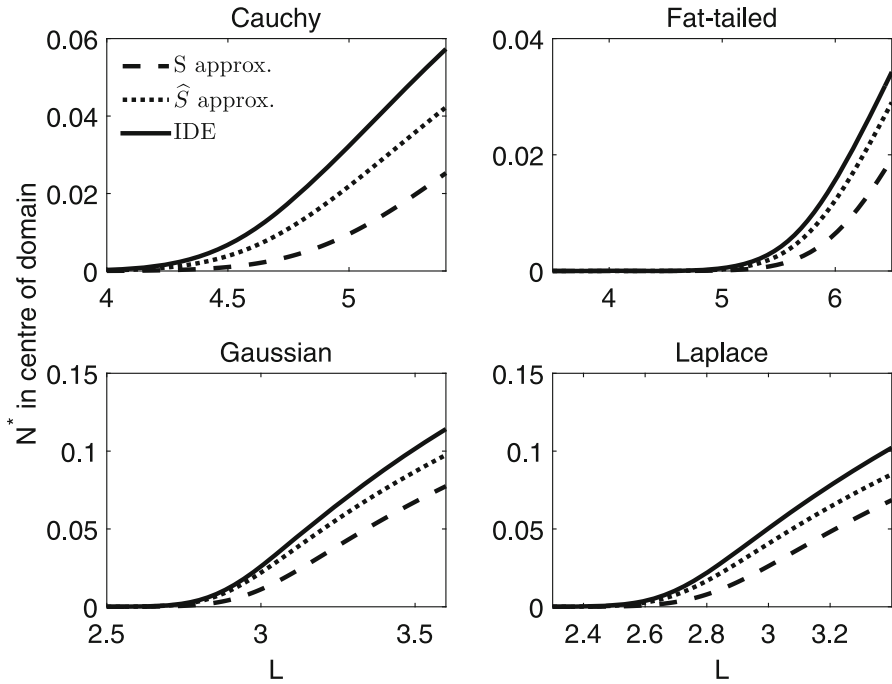 Cauchy
0.06
0.04
0.02
0
4
4.5
5
S approx.
Ŝ approx.
IDE
Fat-tailed
0.04
0.02
0
4
5
6
N* in centre of domain
Gaussian
0.15
0.1
0.05
0
2.5
3
3.5
L
Laplace
0.15
0.1
0.05
0
2.4
2.6
2.8
3
3.2
L